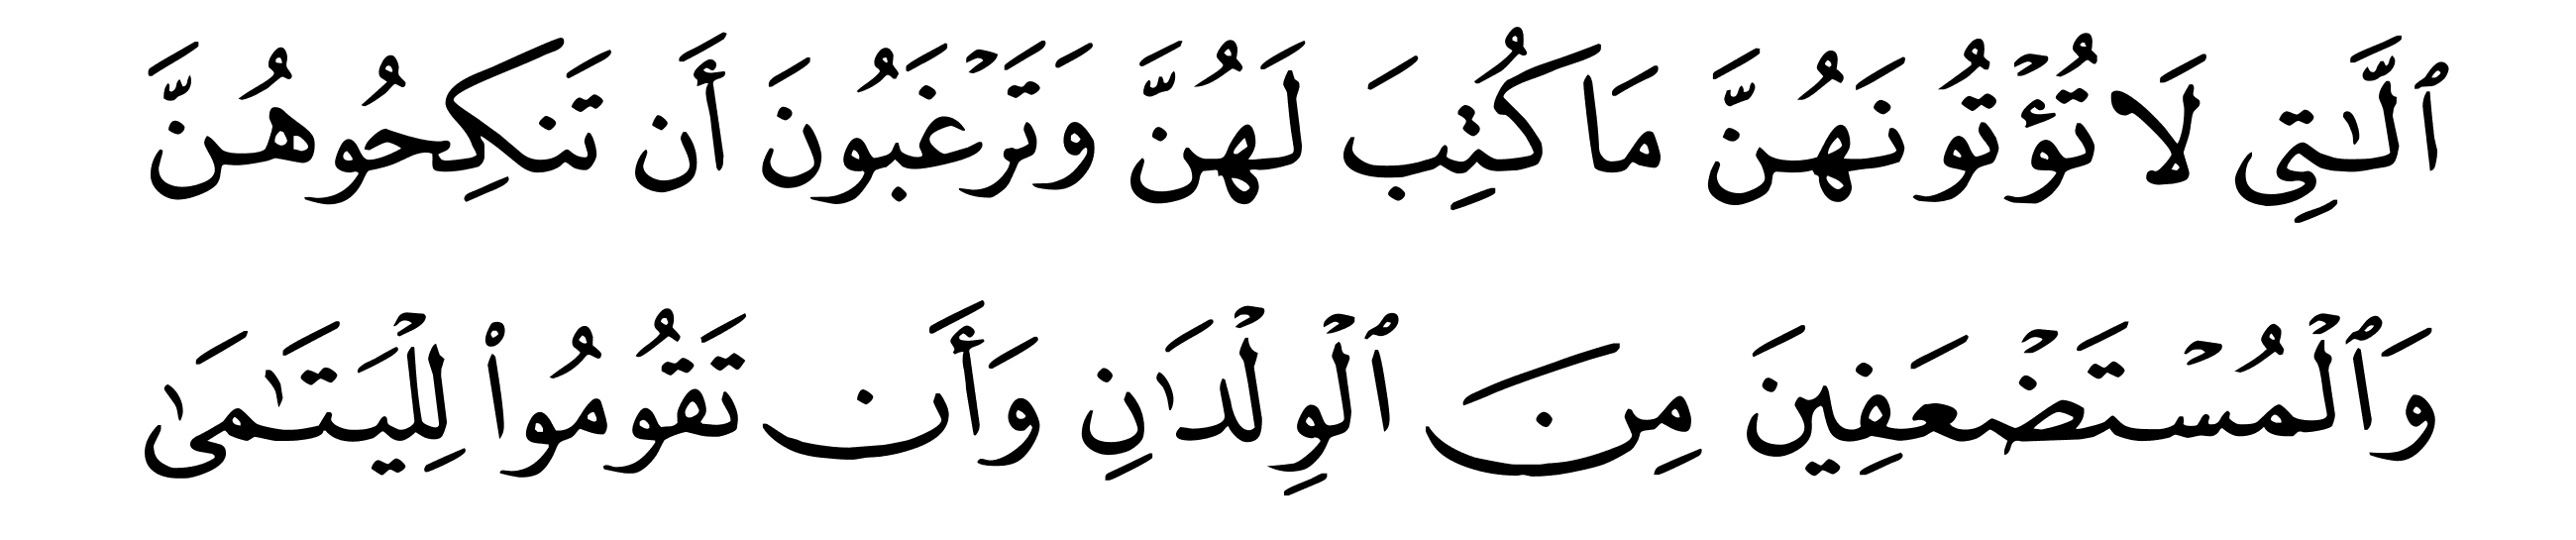 ٱلَّٰتِى لَا تُؤۡتُونَهُنَّ مَا كُتِبَ لَهُنَّ وَتَرۡغَبُونَ أَن تَنكِحُوهُنَّ
وَٱلۡمُسۡتَضۡعَفِينَ مِنَ ٱلۡوِلۡدَٰنِ وَأَن تَقُومُواْ لِلۡيَتَٰمَىٰ